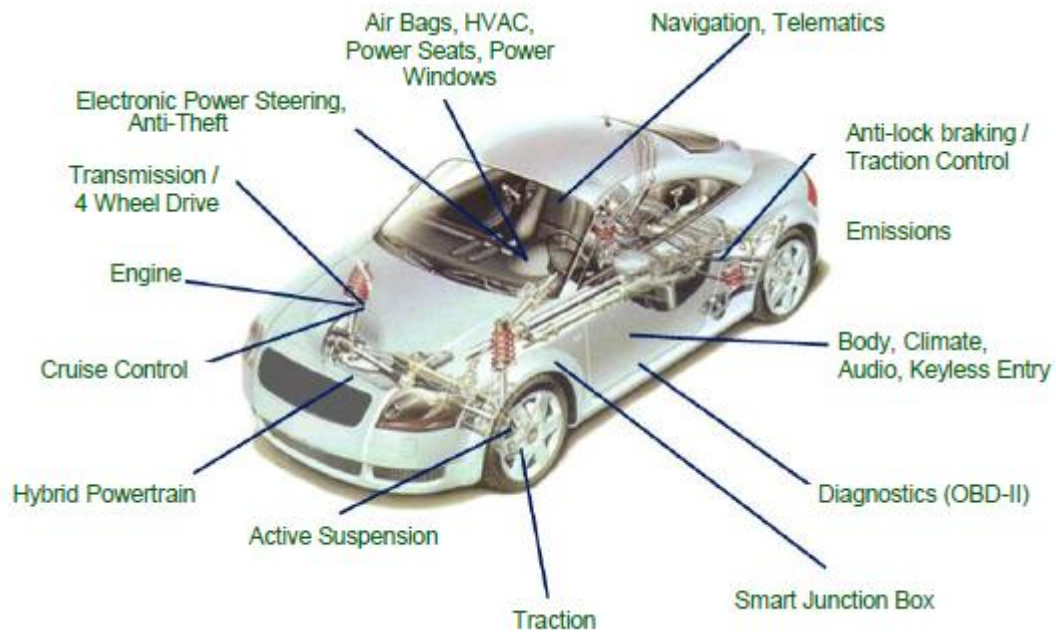 Air Bags, HVAC,
Power Seats, Power
Windows
Navigation, Telematics
Electronic Power Steering,
Anti-Theft
Anti-lock braking /
Traction Control
Transmission /
4 Wheel Drive
Emissions
Engine
Body, Climate,
Audio, Keyless Entry
Cruise Control
Hybrid Powertrain
Diagnostics (OBD-II)
Active Suspension
Smart Junction Box
Traction